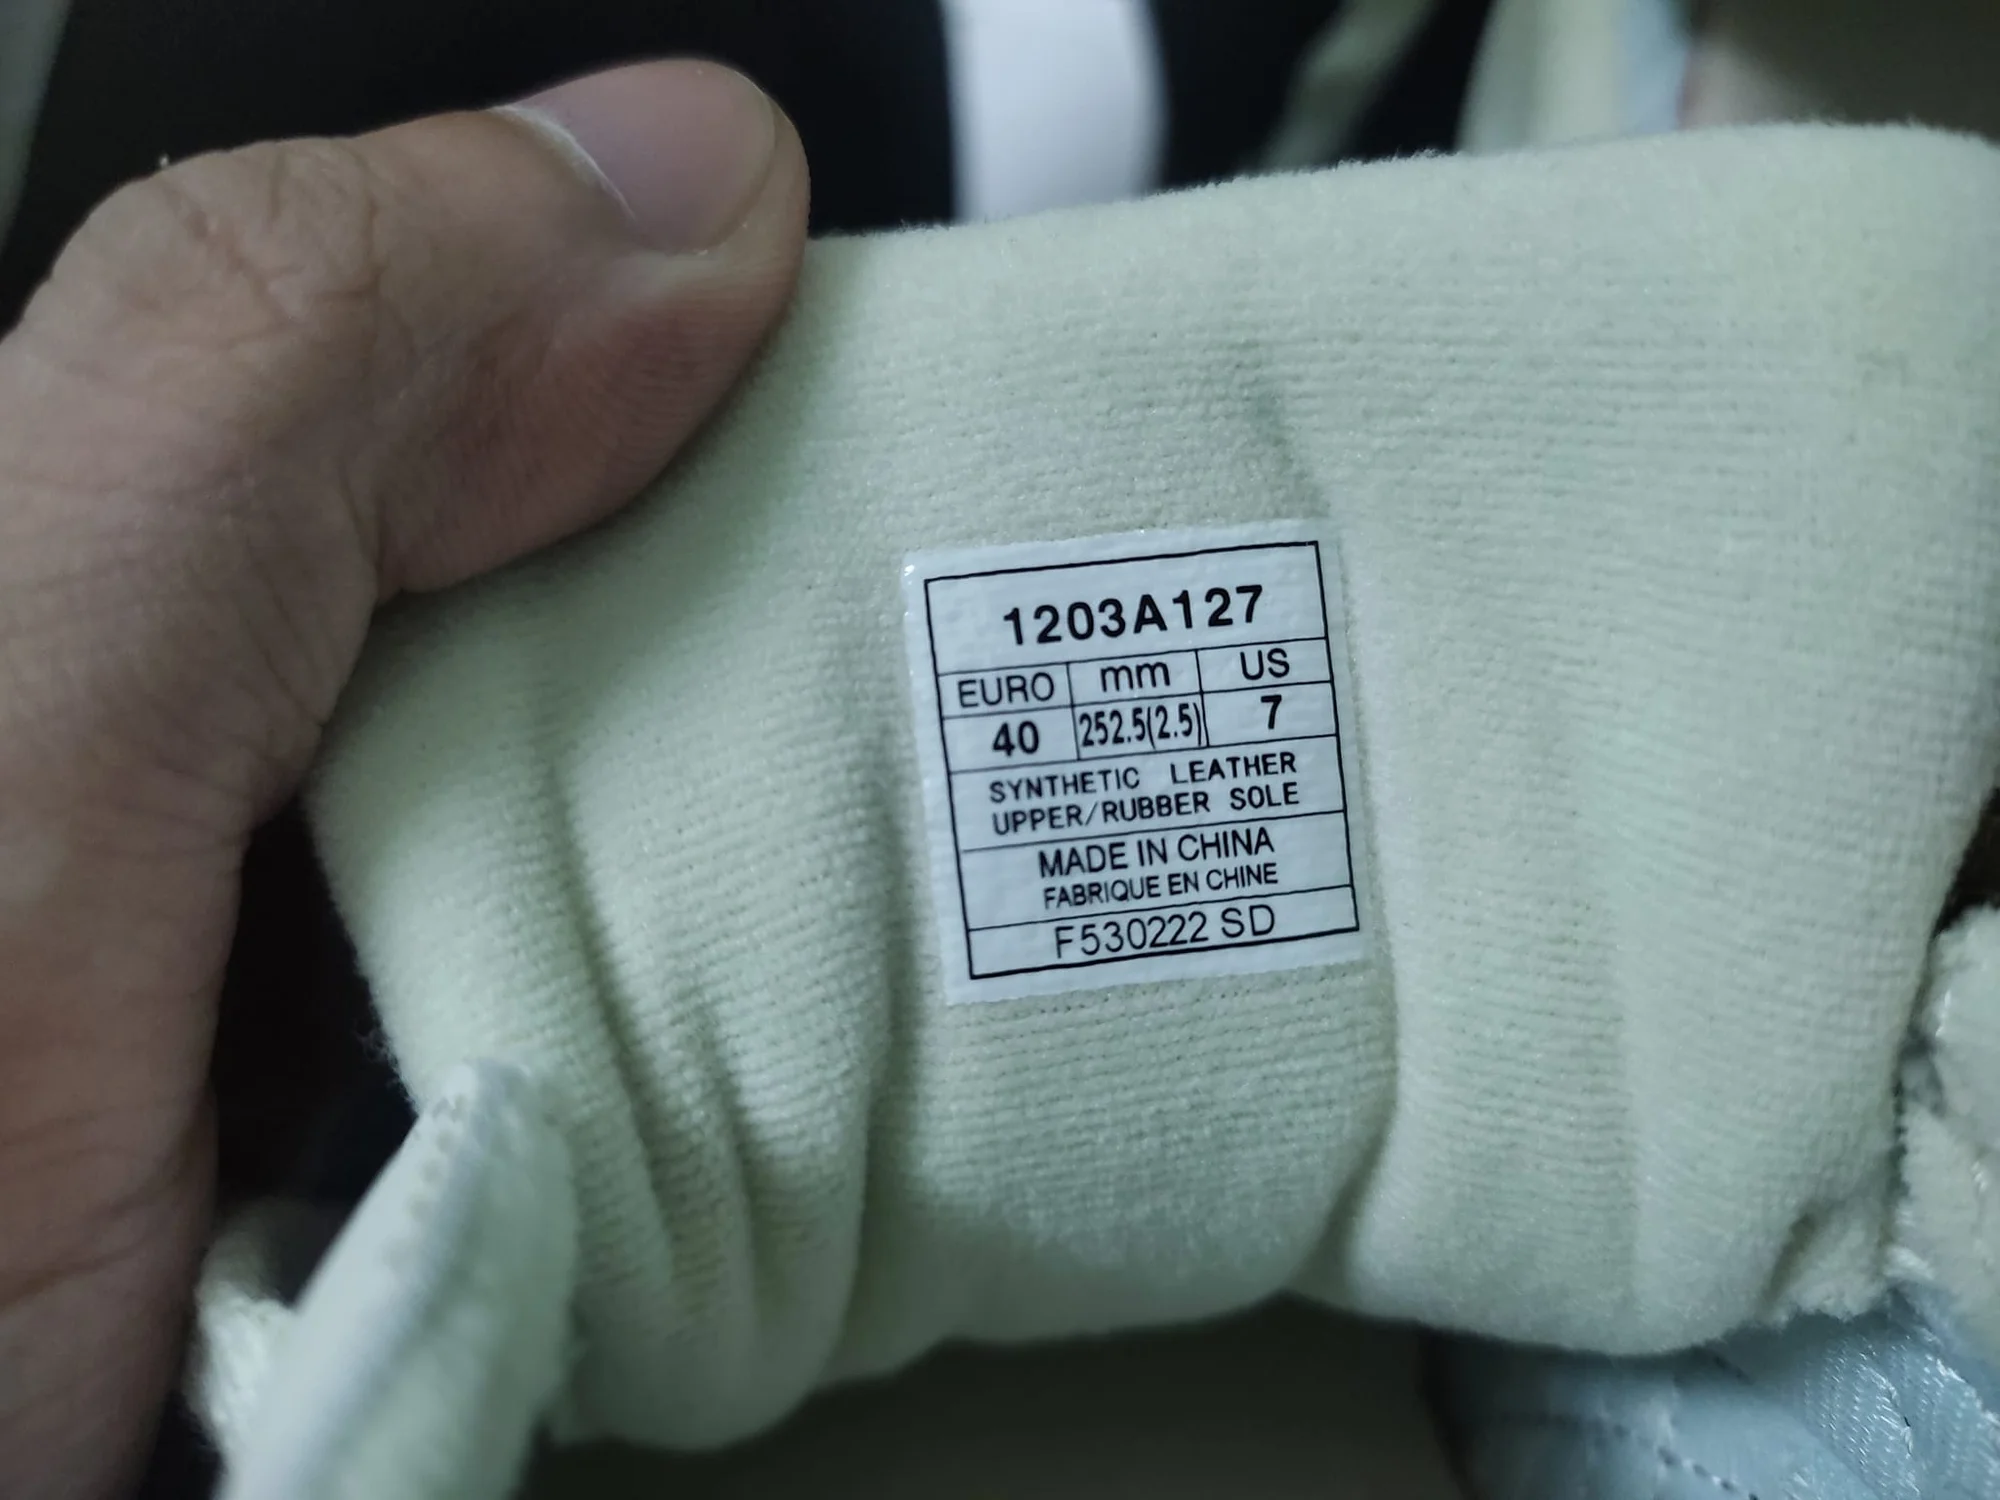 1203A127
EURO mm US
40 252.5(2.5) 7
SYNTHETIC LEATHER
UPPER/RUBBER SOLE
MADE IN CHINA
FABRIQUE EN CHINE
F530222 SD